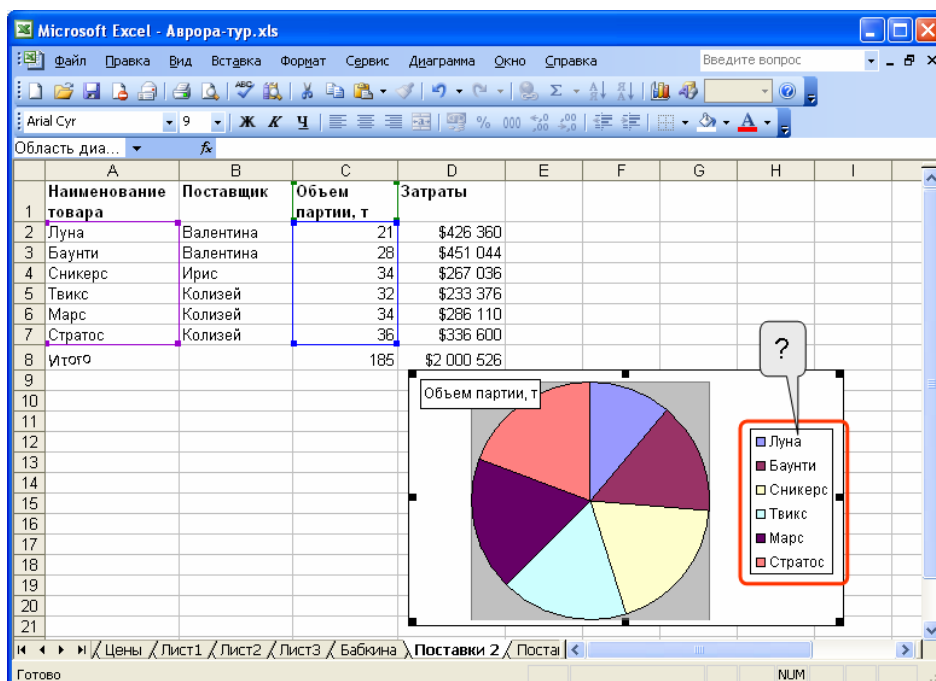 Microsoft Excel - Аврора-тур.xls
Файл Правка Вид Вставка Формат Сервис Диаграмма Окно Справка Введите вопрос
Arial Cyr 9 Ж К Ч % 000
Область диа... fx
A B C D E F G H I
1 Наименование товара Поставщик Объем партии, т Затраты
2 Луна Валентина 21 $426 360
3 Баунти Валентина 28 $451 044
4 Сникерс Ирис 34 $267 036
5 Твикс Колизей 32 $233 376
6 Марс Колизей 34 $286 110
7 Стратос Колизей 36 $336 600
8 Итого 185 $2 000 526
?
9
Объем партии, т
10
11
12 Луна
13 Баунти
14 Сникерс
15 Твикс
16
17 Марс
18 Стратос
19
20
21
Цены Лист1 Лист2 Лист3 Бабкина Поставки 2 Поста
Готово NUM